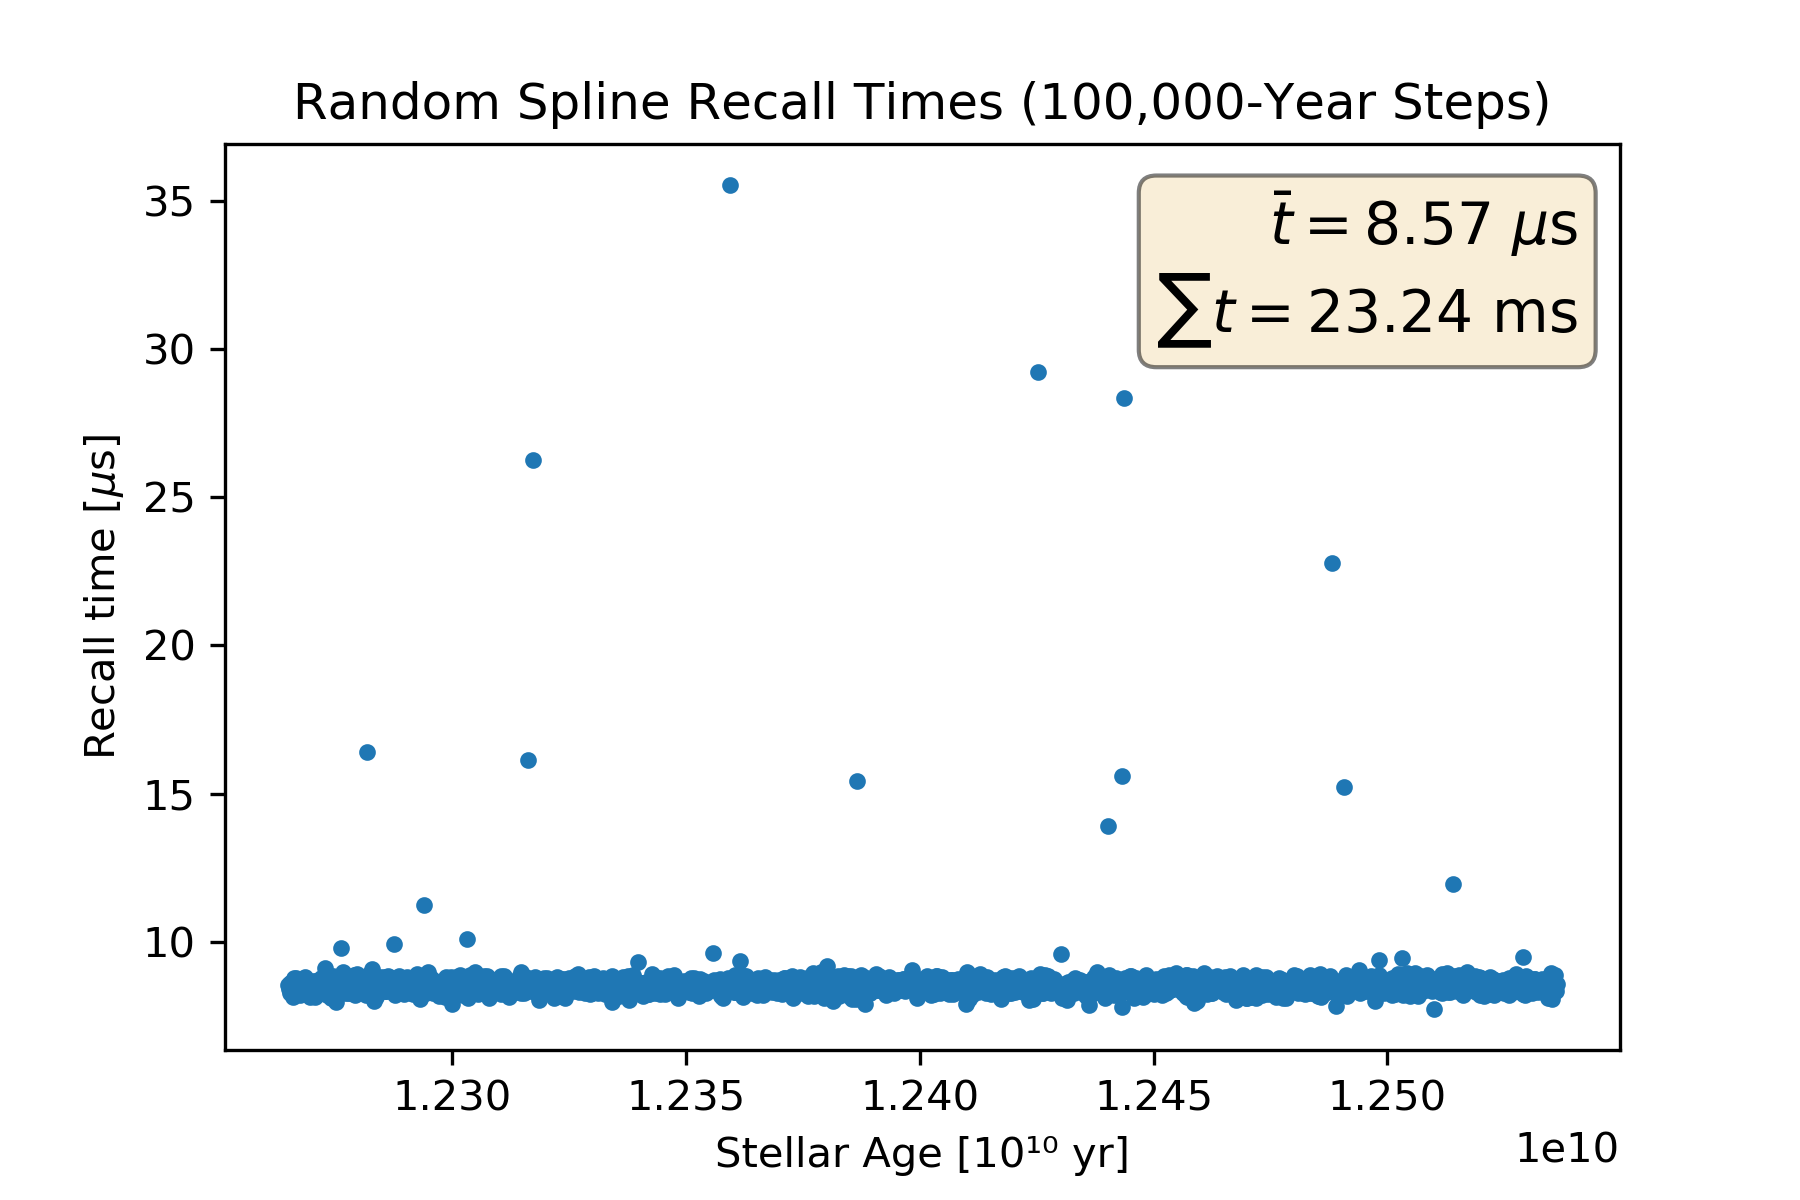 Random Spline Recall Times (100,000-Year Steps)
t̄ = 8.57 µs
∑t = 23.24 ms
35
30
25
20
15
10
Recall time [µs]
1.230 1.235 1.240 1.245 1.250
Stellar Age [10¹⁰ yr]
1e10